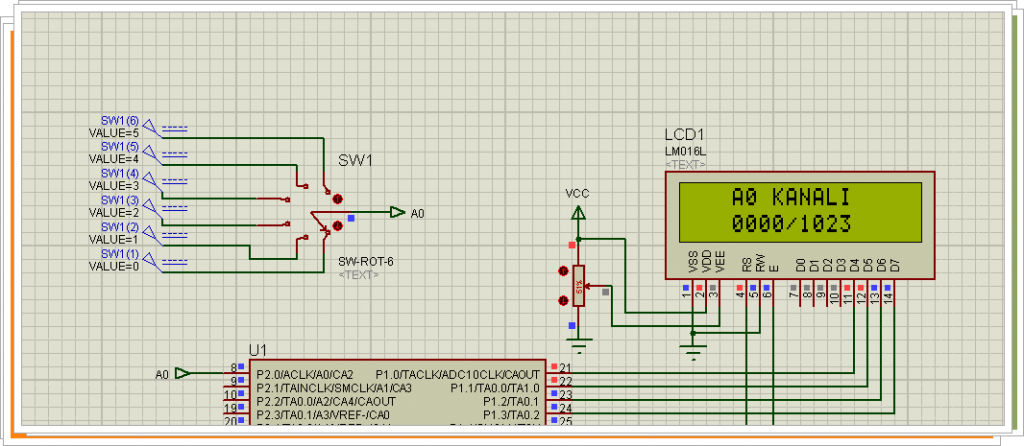 SW1(6)
VALUE=5
SW1(5)
VALUE=4
SW1(4)
VALUE=3
SW1(3)
VALUE=2
SW1(2)
VALUE=1
SW1(1)
VALUE=0
SW1
A0
SW-ROT-6
<TEXT>
VCC
51%
LCD1
LM016L
<TEXT>
A0 KANALI
0000/1023
VSS VDD VEE RS RW E D0 D1 D2 D3 D4 D5 D6 D7
1 2 3 4 5 6 7 8 9 10 11 12 13 14
U1
A0
8 P2.0/ACLK/A0/CA2 P1.0/TACLK/ADC10CLK/CAOUT 21
9 P2.1/TAINCLK/SMCLK/A1/CA3 P1.1/TA0.0/TA1.0 22
10 P2.2/TA0.0/A2/CA4/CAOUT P1.2/TA0.1 23
19 P2.3/TA0.1/A3/VREF-/CA0 P1.3/TA0.2 24
20 25